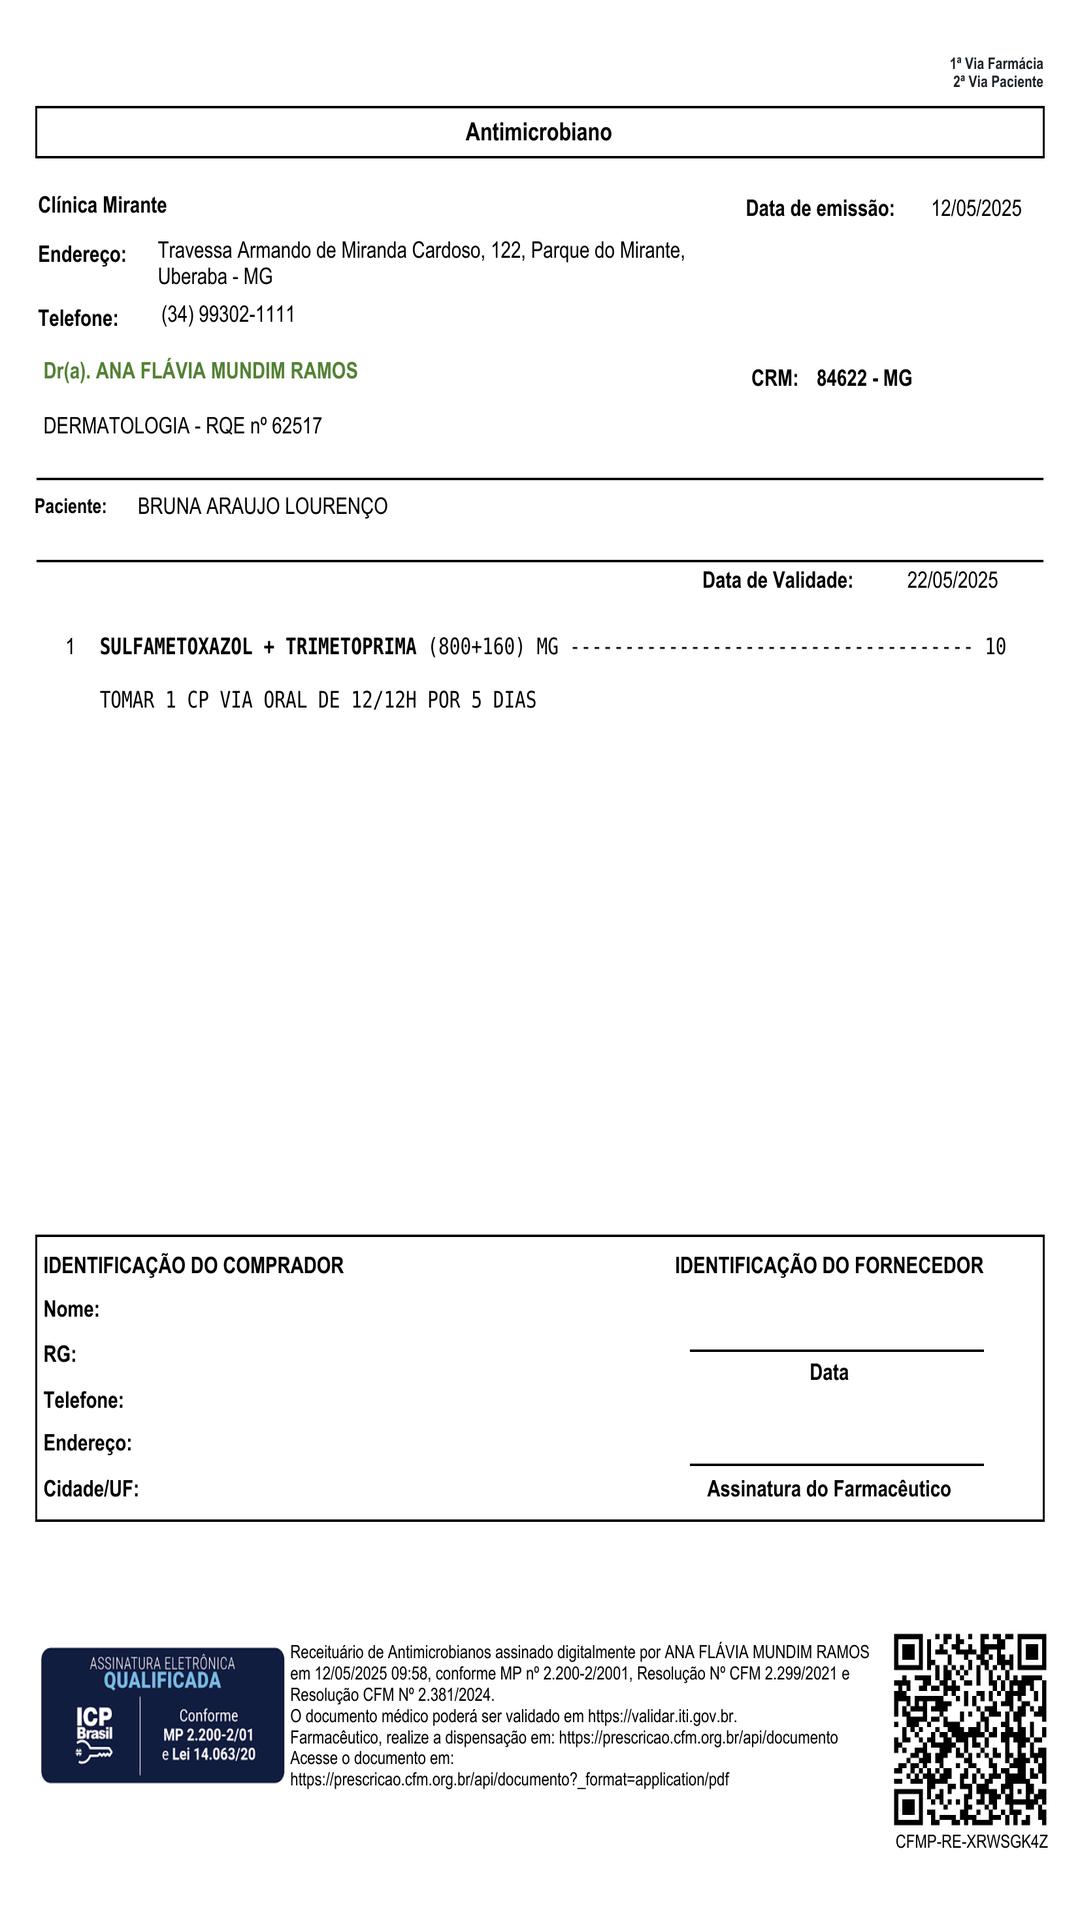 1ª Via Farmácia
2ª Via Paciente
Antimicrobiano
Clínica Mirante
Data de emissão: 12/05/2025
Endereço: Travessa Armando de Miranda Cardoso, 122, Parque do Mirante,
Uberaba - MG
Telefone: (34) 99302-1111
Dr(a). ANA FLÁVIA MUNDIM RAMOS
CRM: 84622 - MG
DERMATOLOGIA - RQE nº 62517
Paciente: BRUNA ARAUJO LOURENÇO
Data de Validade: 22/05/2025
1 SULFAMETOXAZOL + TRIMETOPRIMA (800+160) MG ------------------------------------- 10
TOMAR 1 CP VIA ORAL DE 12/12H POR 5 DIAS
IDENTIFICAÇÃO DO COMPRADOR
Nome:
RG:
Telefone:
Endereço:
Cidade/UF:
IDENTIFICAÇÃO DO FORNECEDOR
Data
Assinatura do Farmacêutico
ASSINATURA ELETRÔNICA
QUALIFICADA
ICP
Brasil
Conforme
MP 2.200-2/01
e Lei 14.063/20
Receituário de Antimicrobianos assinado digitalmente por ANA FLÁVIA MUNDIM RAMOS
em 12/05/2025 09:58, conforme MP nº 2.200-2/2001, Resolução Nº CFM 2.299/2021 e
Resolução CFM Nº 2.381/2024.
O documento médico poderá ser validado em https://validar.iti.gov.br.
Farmacêutico, realize a dispensação em: https://prescricao.cfm.org.br/api/documento
Acesse o documento em:
https://prescricao.cfm.org.br/api/documento?_format=application/pdf
CFMP-RE-XRWSGK4Z